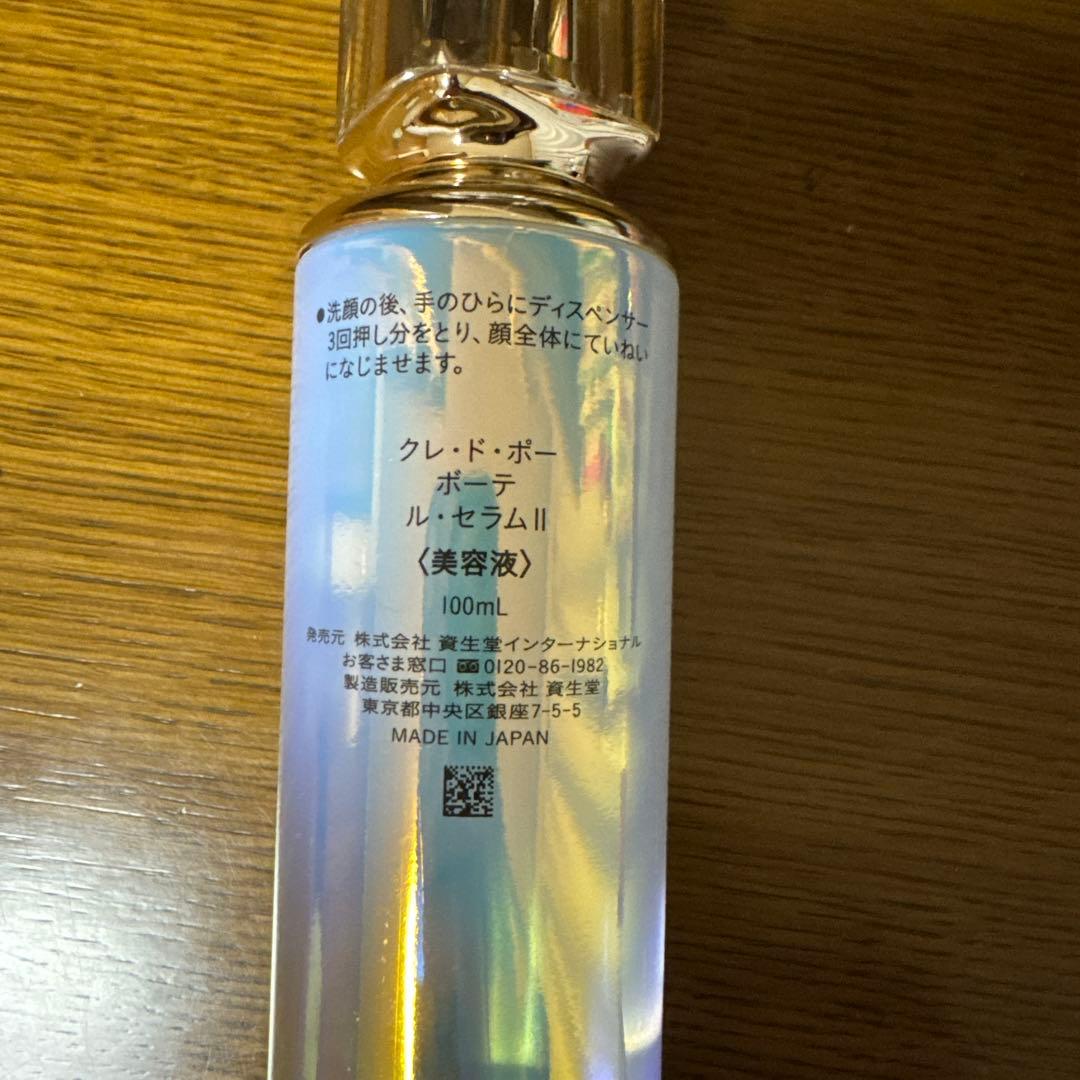 ●洗顔の後、手のひらにディスペンサー
3回押し分をとり、顔全体にていねい
になじませます。
クレ・ド・ポー
ボーテ
ル・セラムII
〈美容液〉
100mL
発売元 株式会社 資生堂インターナショナル
お客さま窓口 0120-86-1982
製造販売元 株式会社 資生堂
東京都中央区銀座7-5-5
MADE IN JAPAN